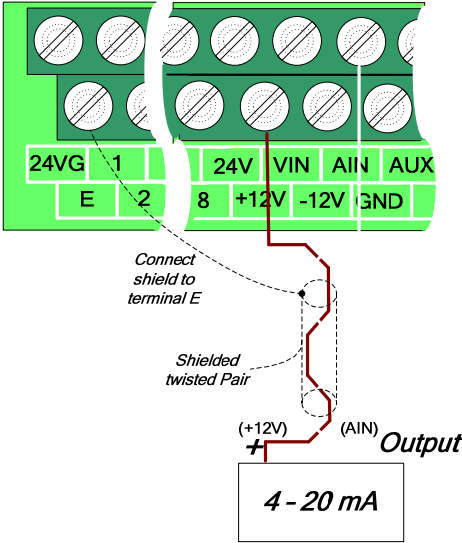 24VG 1 24V VIN AIN AUX
E 2 8 +12V -12V GND
Connect
shield to
terminal E
Shielded
twisted Pair
(+12V) (AIN) Output
+
4 - 20 mA